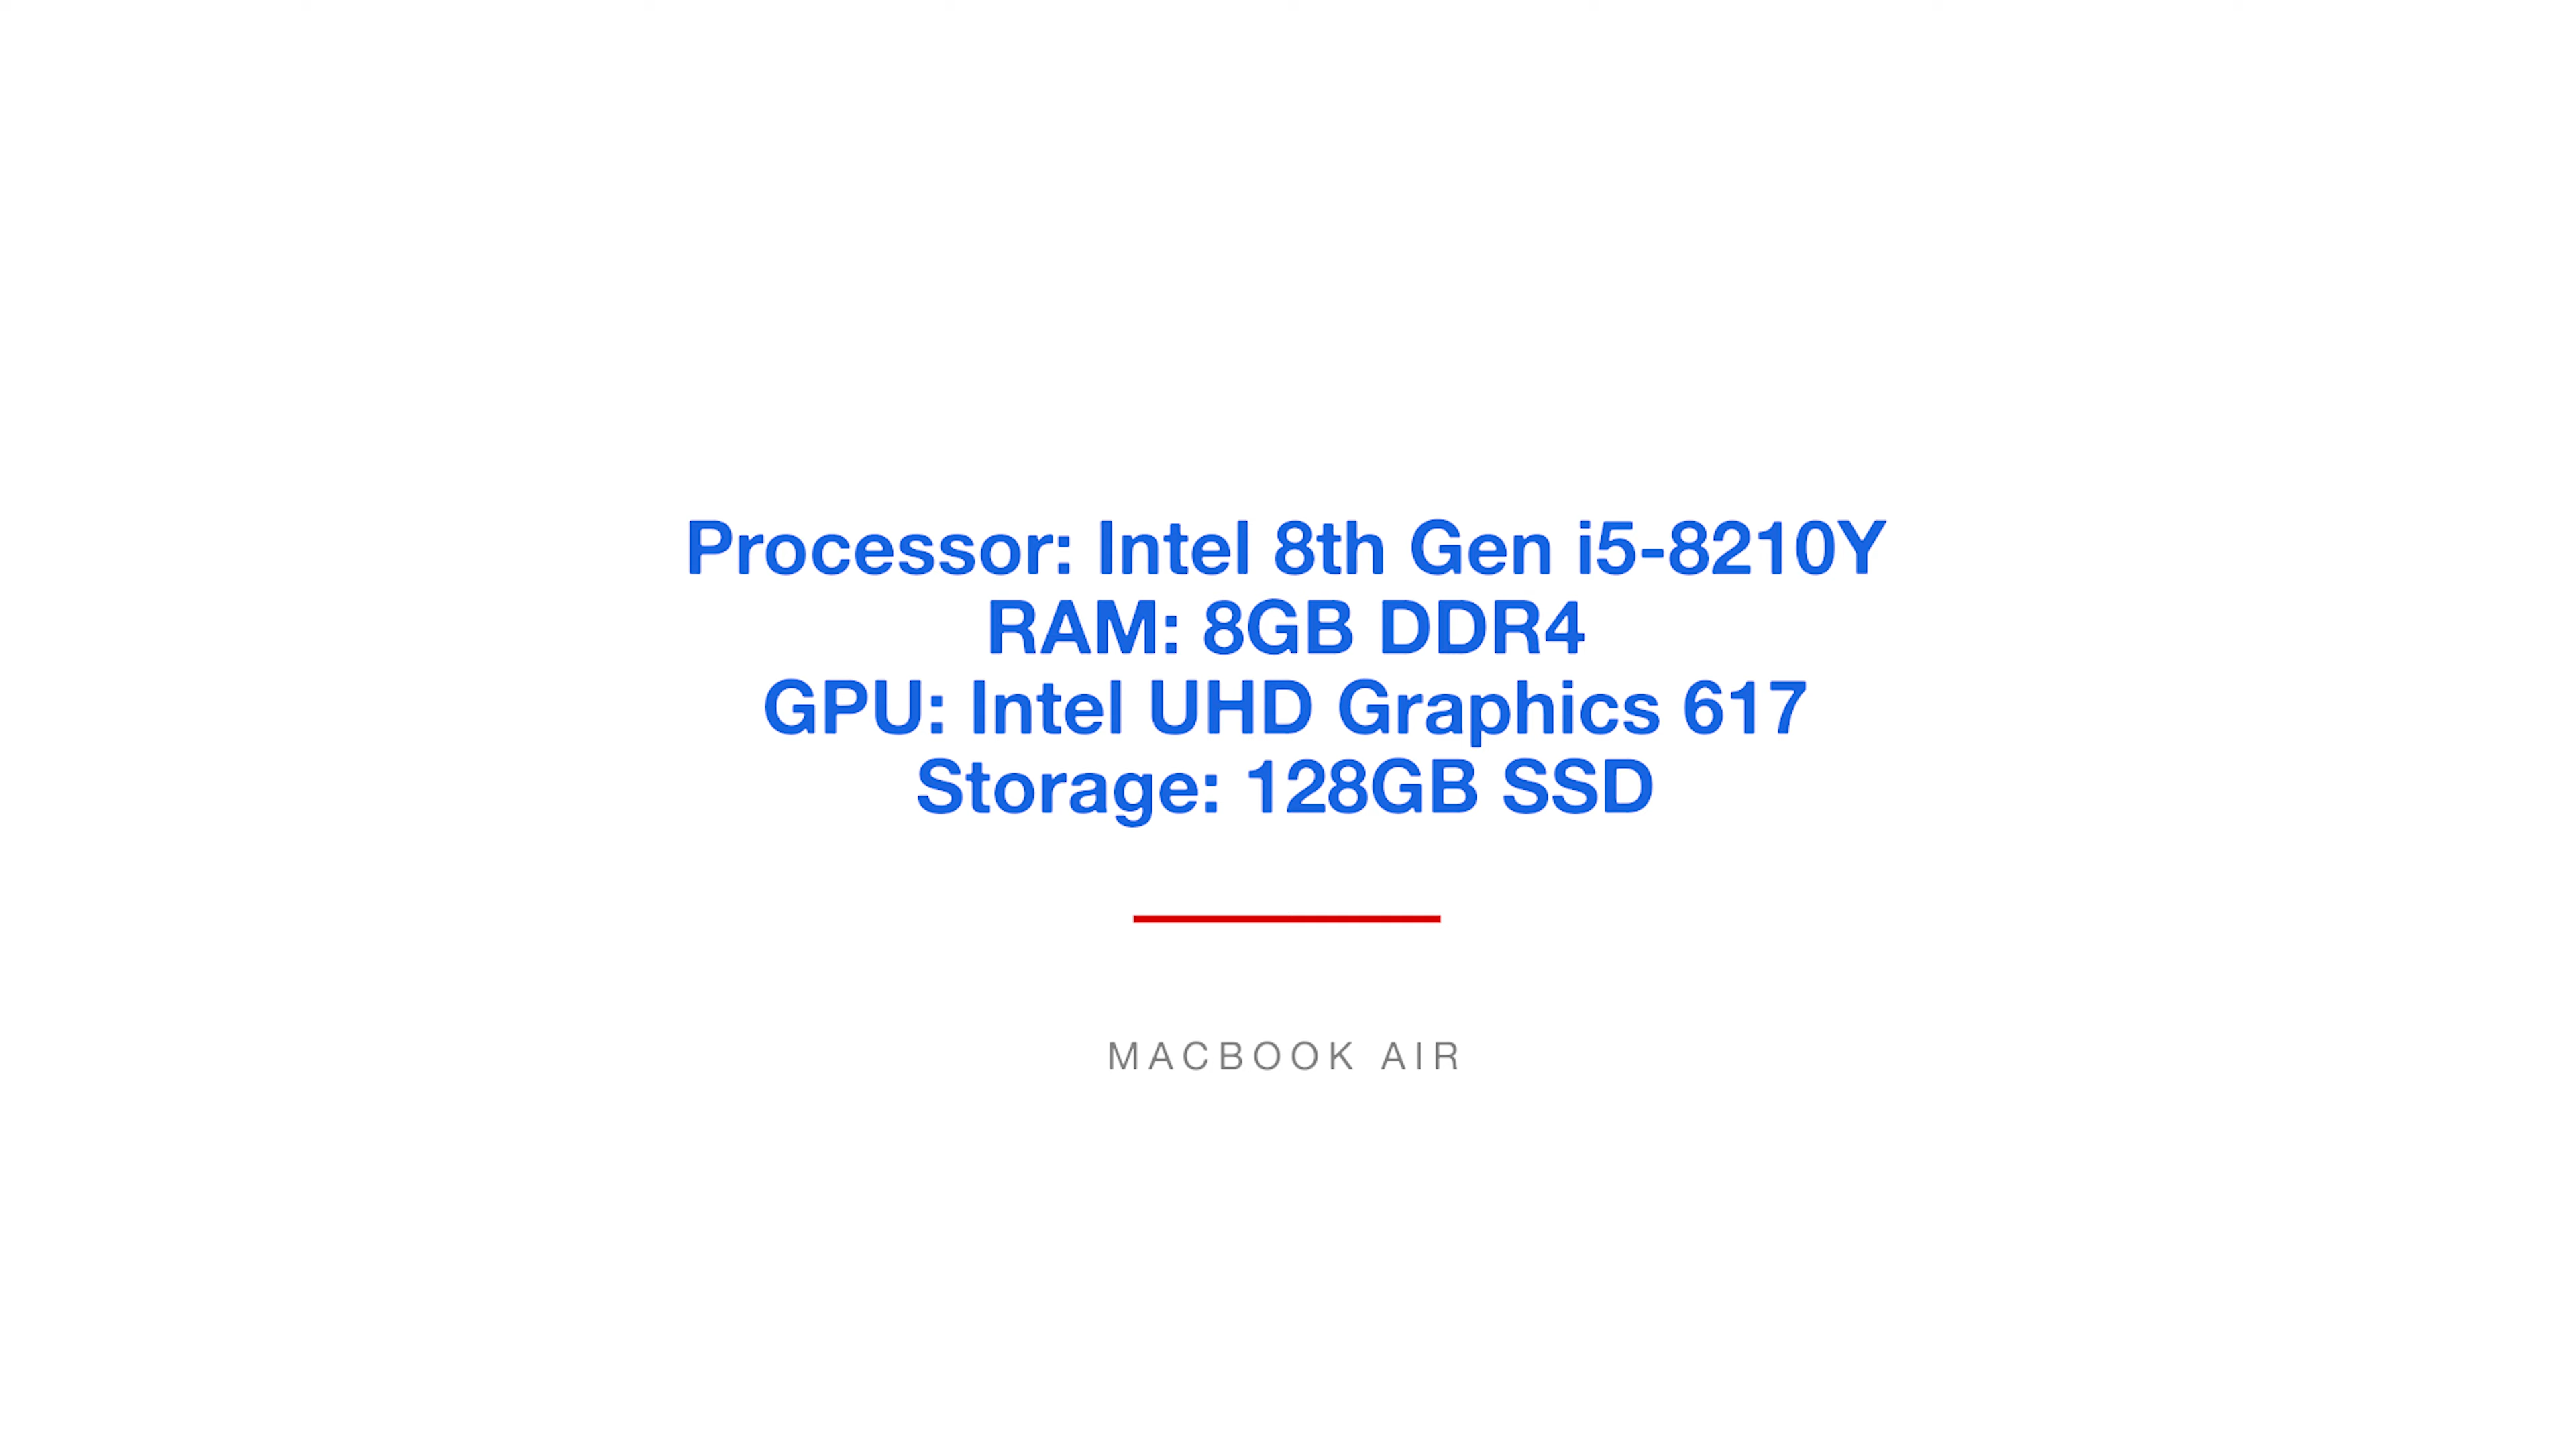 Processor: Intel 8th Gen i5-8210Y
RAM: 8GB DDR4
GPU: Intel UHD Graphics 617
Storage: 128GB SSD
MACBOOK AIR